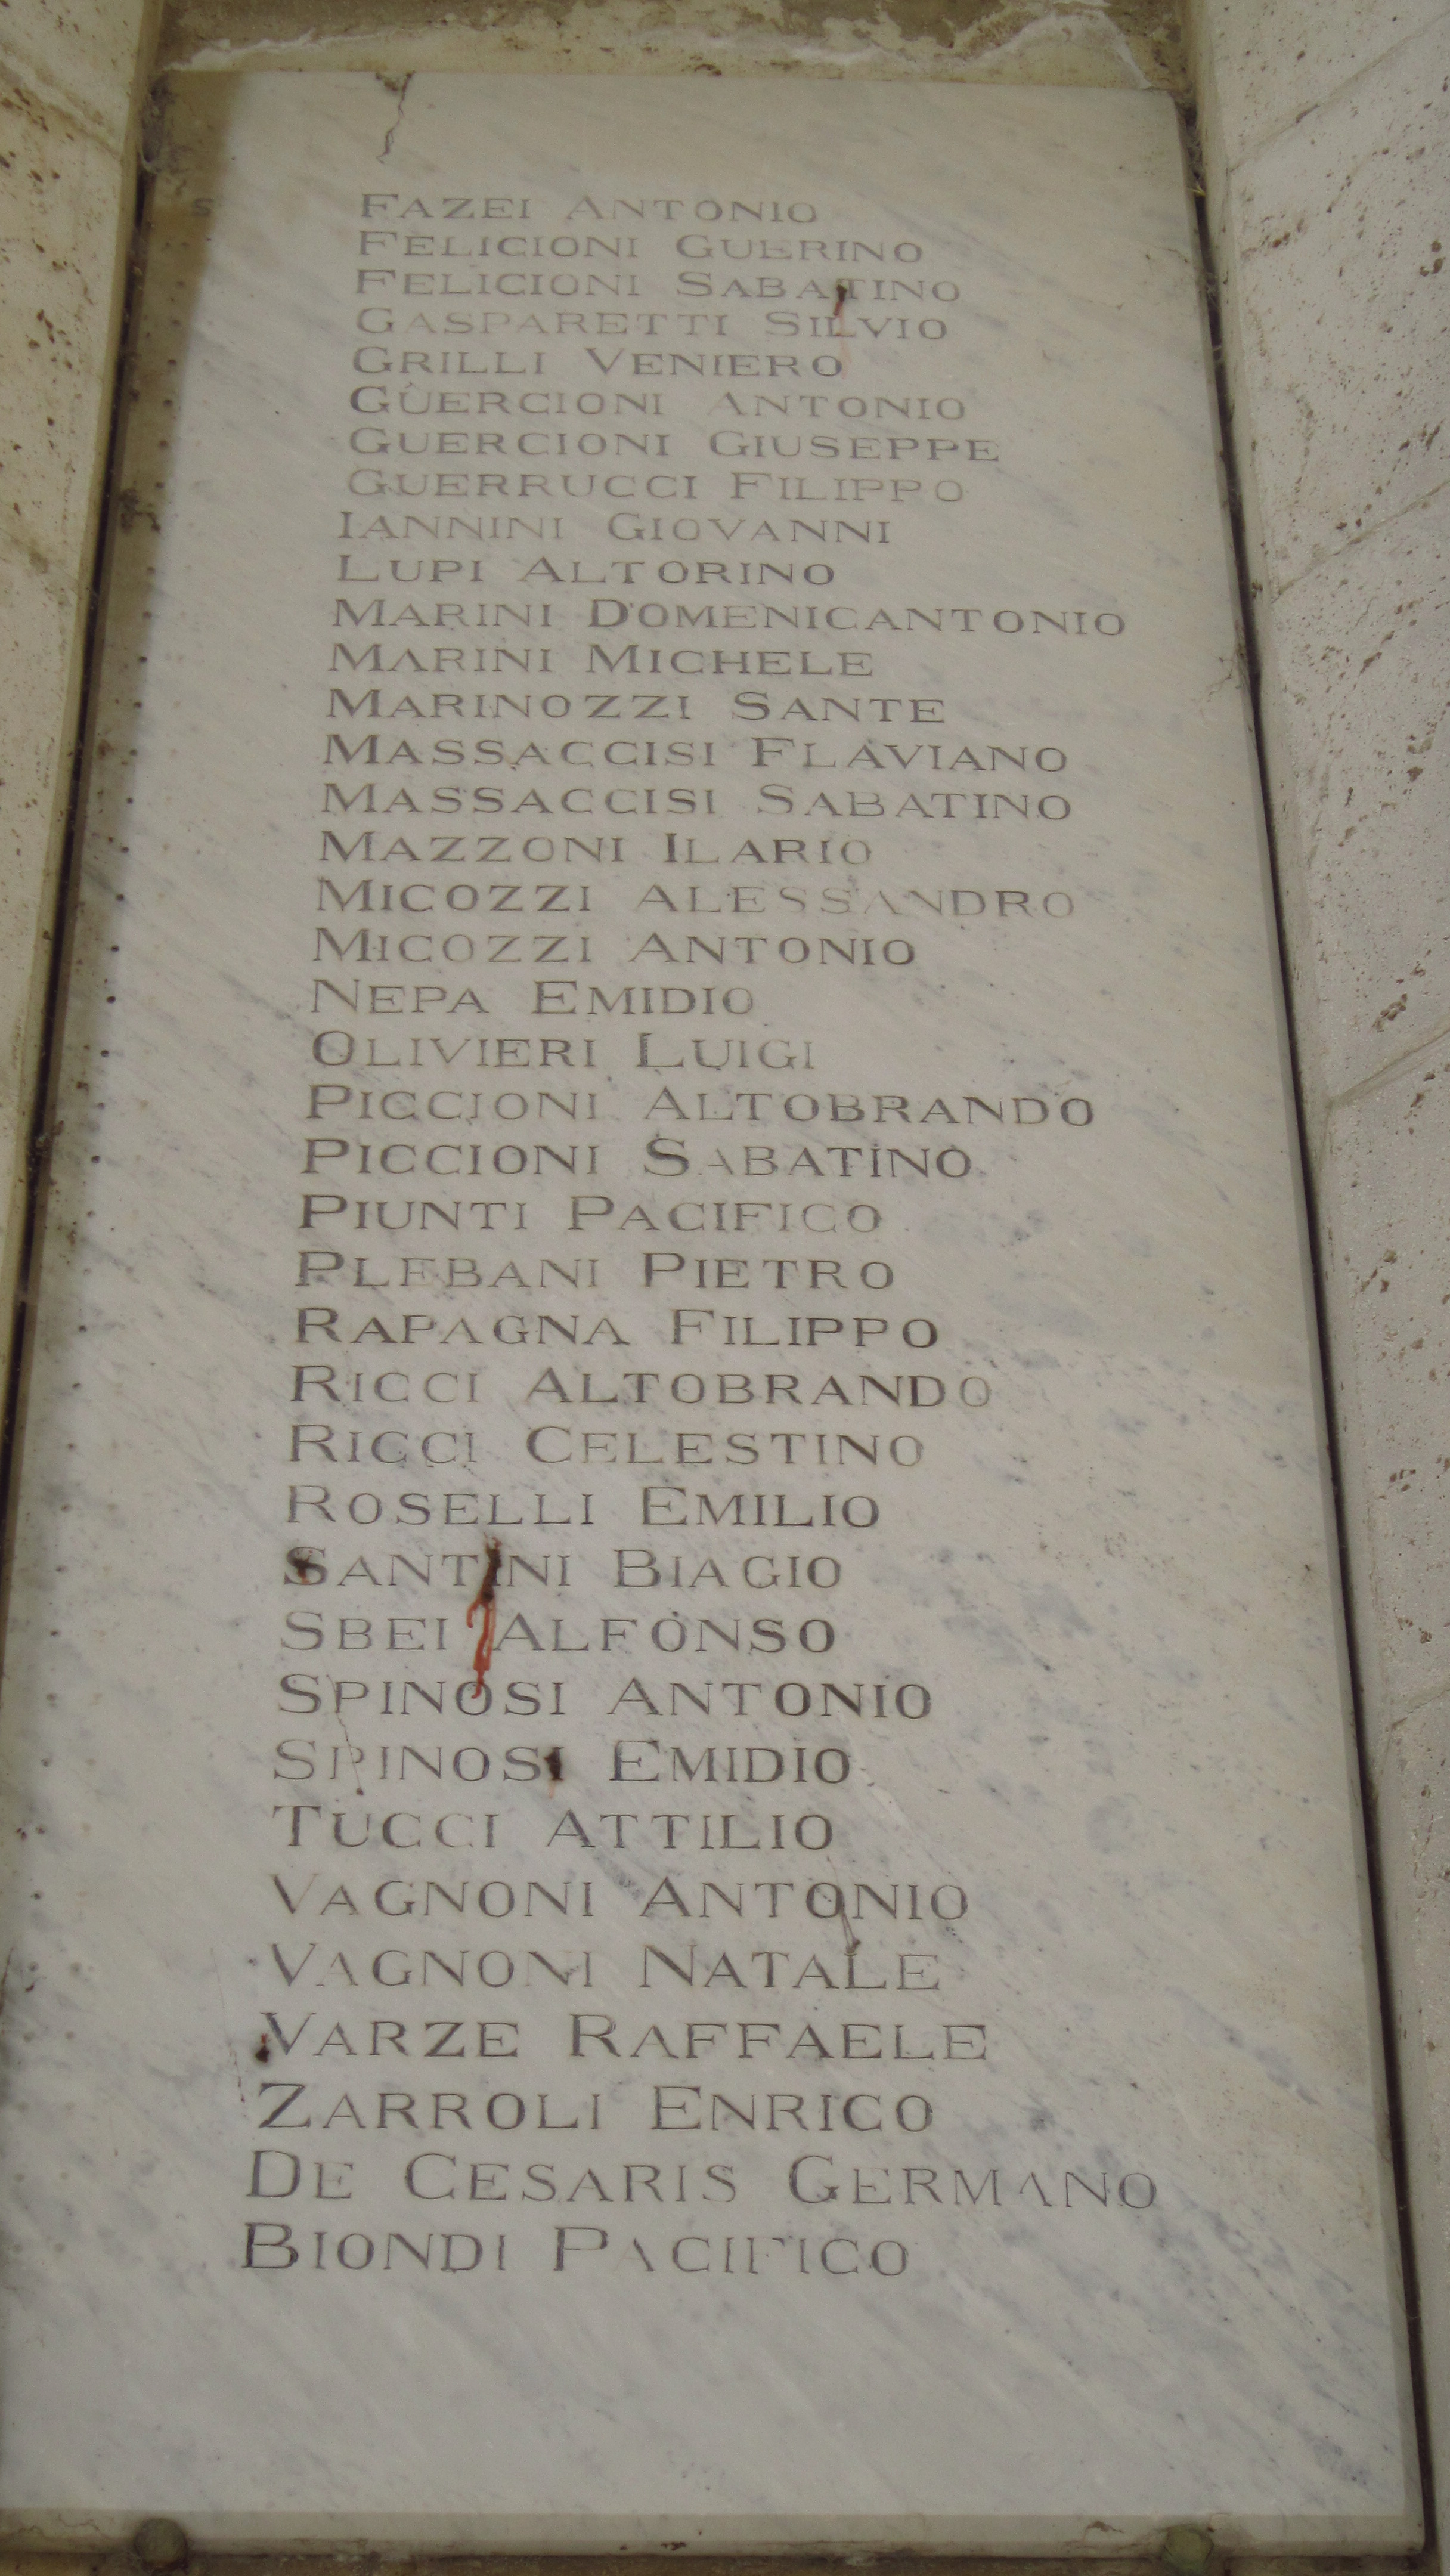 FAZEI ANTONIO
FELICIONI GUERINO
FELICIONI SABATINO
GASPARETTI SILVIO
GRILLI VENIERO
GUERCIONI ANTONIO
GUERCIONI GIUSEPPE
GUERRUCCI FILIPPO
IANNINI GIOVANNI
LUPI ALTORINO
MARINI DOMENICANTONIO
MARINI MICHELE
MARINOZZI SANTE
MASSACCISI FLAVIANO
MASSACCISI SABATINO
MAZZONI ILARIO
MICOZZI ALESSANDRO
MICOZZI ANTONIO
NEPA EMIDIO
OLIVIERI LUIGI
PICCIONI ALTOBRANDO
PICCIONI SABATINO
PIUNTI PACIFICO
PLEBANI PIETRO
RAPAGNA FILIPPO
RICCI ALTOBRANDO
RICCI CELESTINO
ROSELLI EMILIO
SANTINI BIAGIO
SBEI ALFONSO
SPINOSI ANTONIO
SPINOSI EMIDIO
TUCCI ATTILIO
VAGNONI ANTONIO
VAGNONI NATALE
VARZE RAFFAELE
ZARROLI ENRICO
DE CESARIS GERMANO
BIONDI PACIFICO